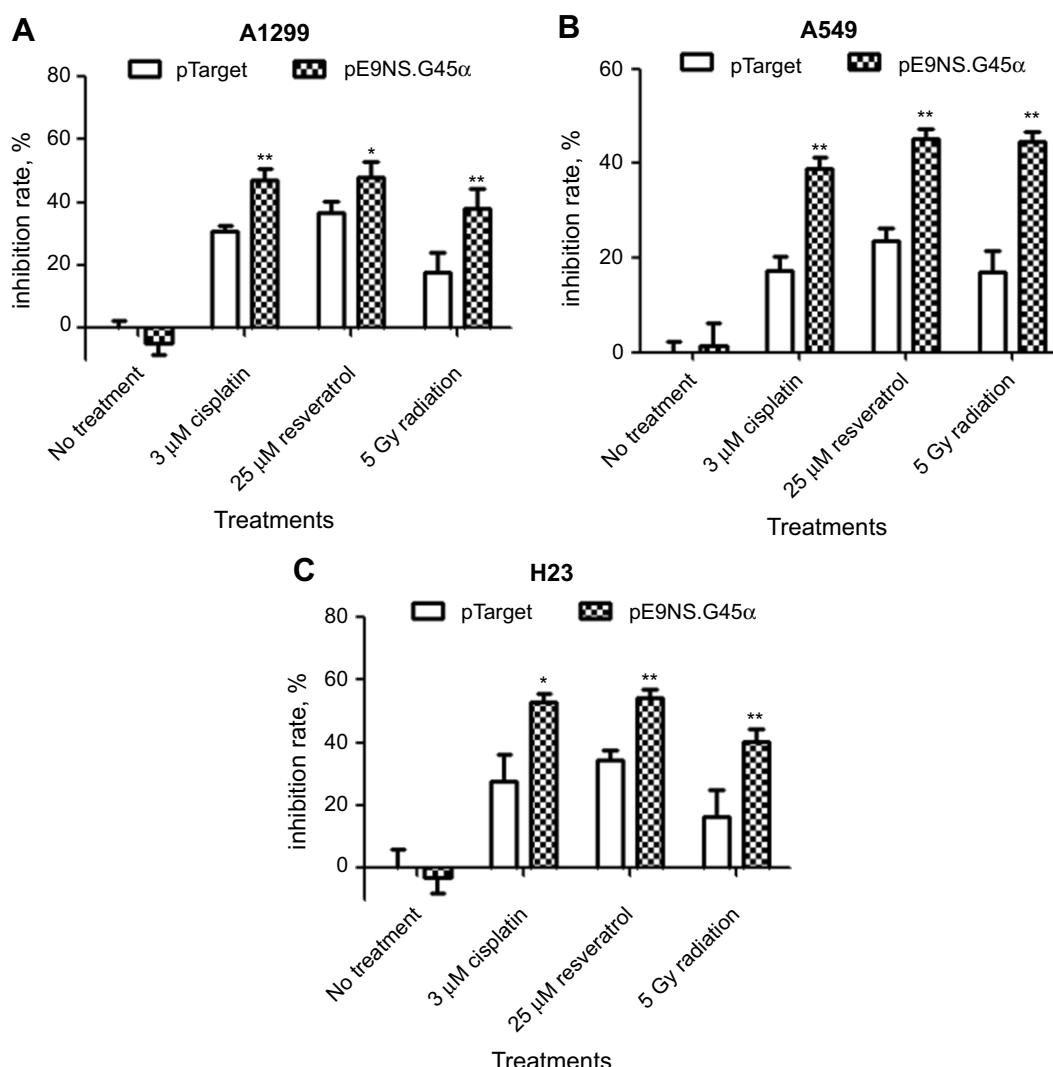 A
A1299
pTarget
pE9NS.G45α
80
60
40
20
0
inhibition rate, %
**
*
**
No treatment
3 μM cisplatin
25 μM resveratrol
5 Gy radiation
Treatments
B
A549
pTarget
pE9NS.G45α
60
40
20
0
inhibition rate, %
**
**
**
No treatment
3 μM cisplatin
25 μM resveratrol
5 Gy radiation
Treatments
C
H23
pTarget
pE9NS.G45α
80
60
40
20
0
inhibition rate, %
*
**
**
No treatment
3 μM cisplatin
25 μM resveratrol
5 Gy radiation
Treatments